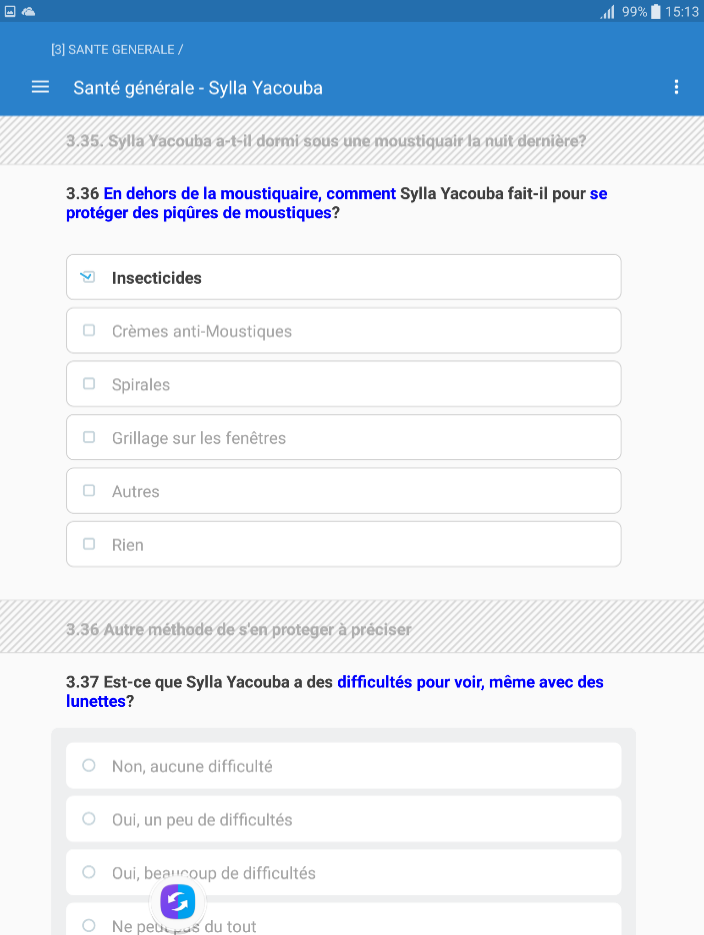 99% 15:13
[3] SANTE GENERALE /
Santé générale - Sylla Yacouba
3.35. Sylla Yacouba a-t-il dormi sous une moustiquair la nuit dernière?
3.36 En dehors de la moustiquaire, comment Sylla Yacouba fait-il pour se
protéger des piqûres de moustiques?
Insecticides
Crèmes anti-Moustiques
Spirales
Grillage sur les fenêtres
Autres
Rien
3.36 Autre méthode de s'en proteger à préciser
3.37 Est-ce que Sylla Yacouba a des difficultés pour voir, même avec des
lunettes?
Non, aucune difficulté
Oui, un peu de difficultés
Oui, beaucoup de difficultés
Ne peut pas du tout